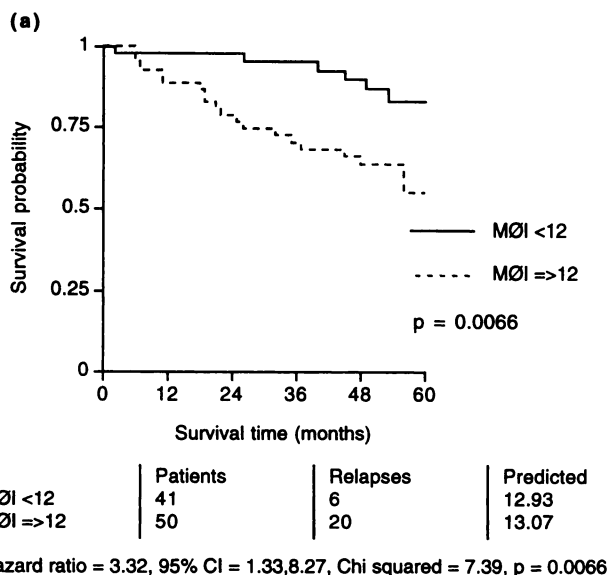 (a)
Survival probability
1
0.75
0.5
0.25
0
0 12 24 36 48 60
Survival time (months)
MØI <12
MØI =>12
p = 0.0066
Patients Relapses Predicted
ØI <12 41 6 12.93
ØI =>12 50 20 13.07
azard ratio = 3.32, 95% CI = 1.33,8.27, Chi squared = 7.39, p = 0.0066